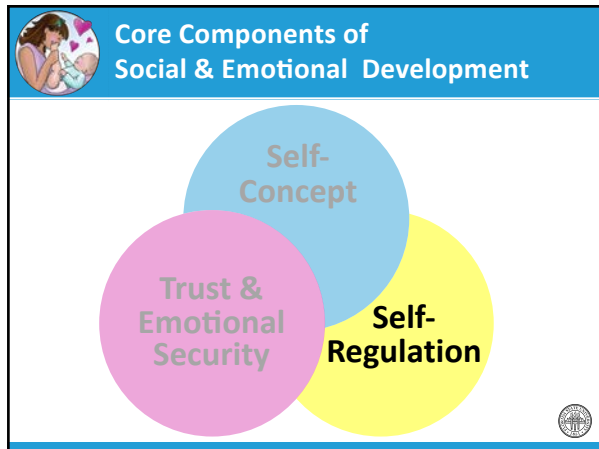 Core Components of
Social & Emotional Development
Self-
Concept
Trust &
Emotional
Security
Self-
Regulation